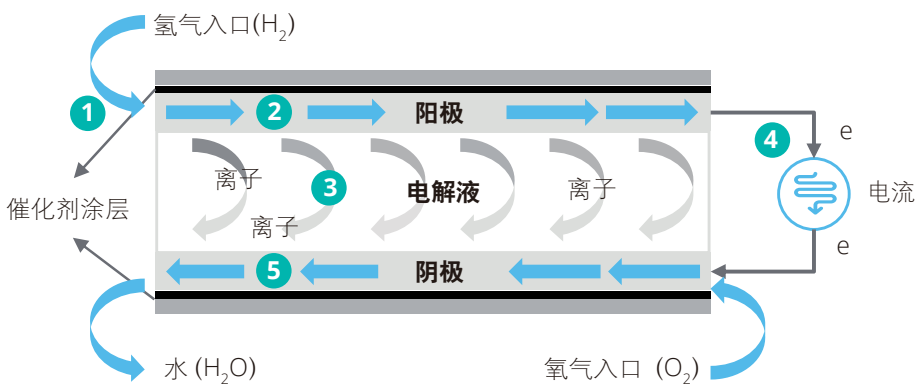 氢气入口(H₂)
1
2
阳极
4
e
离子
3
电解液
离子
电流
催化剂涂层
离子
e
5
阴极
水 (H₂O)
氧气入口 (O₂)